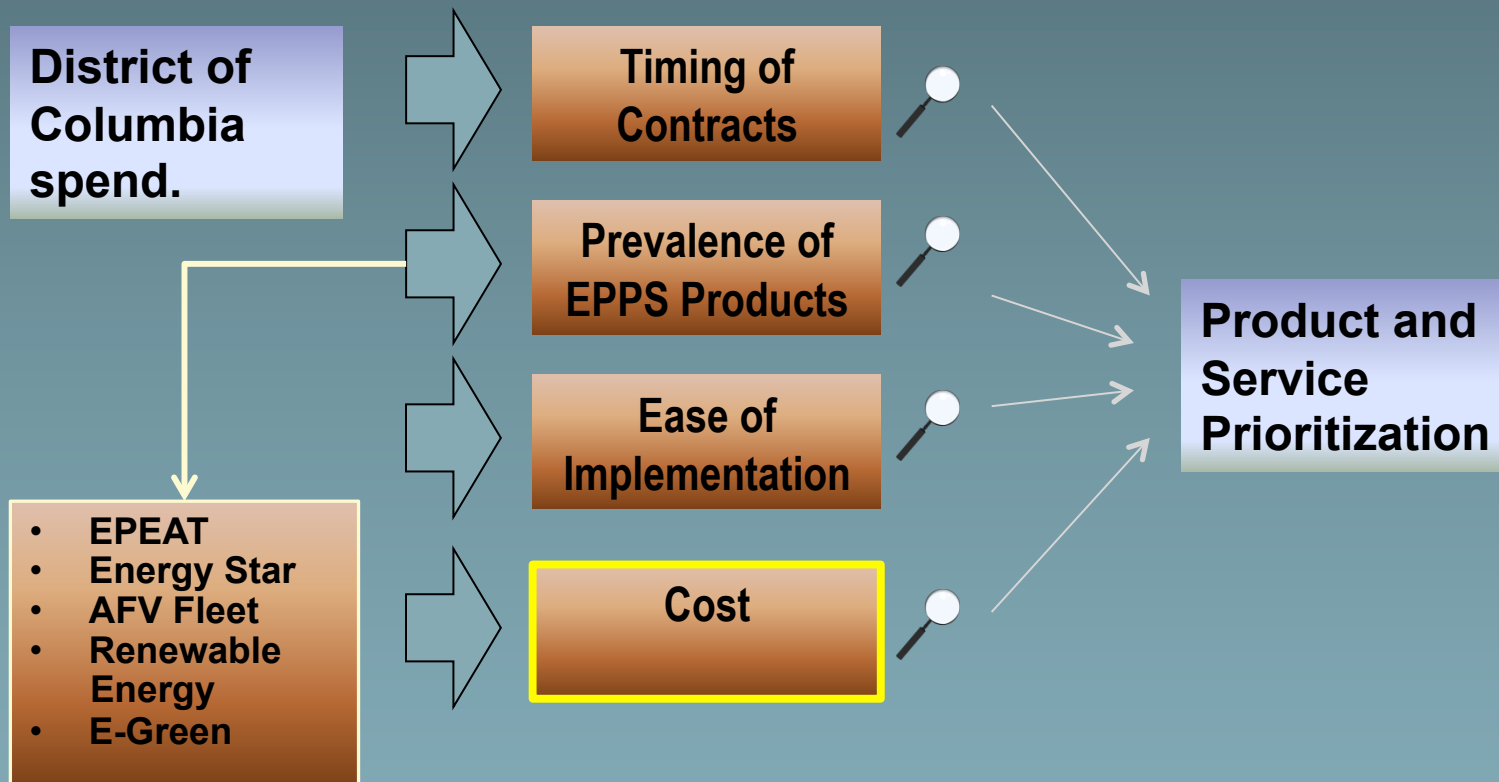 District of
Columbia
spend.
Timing of
Contracts
Prevalence of
EPPS Products
Ease of
Implementation
Cost
• EPEAT
• Energy Star
• AFV Fleet
• Renewable
Energy
• E-Green
Product and
Service
Prioritization